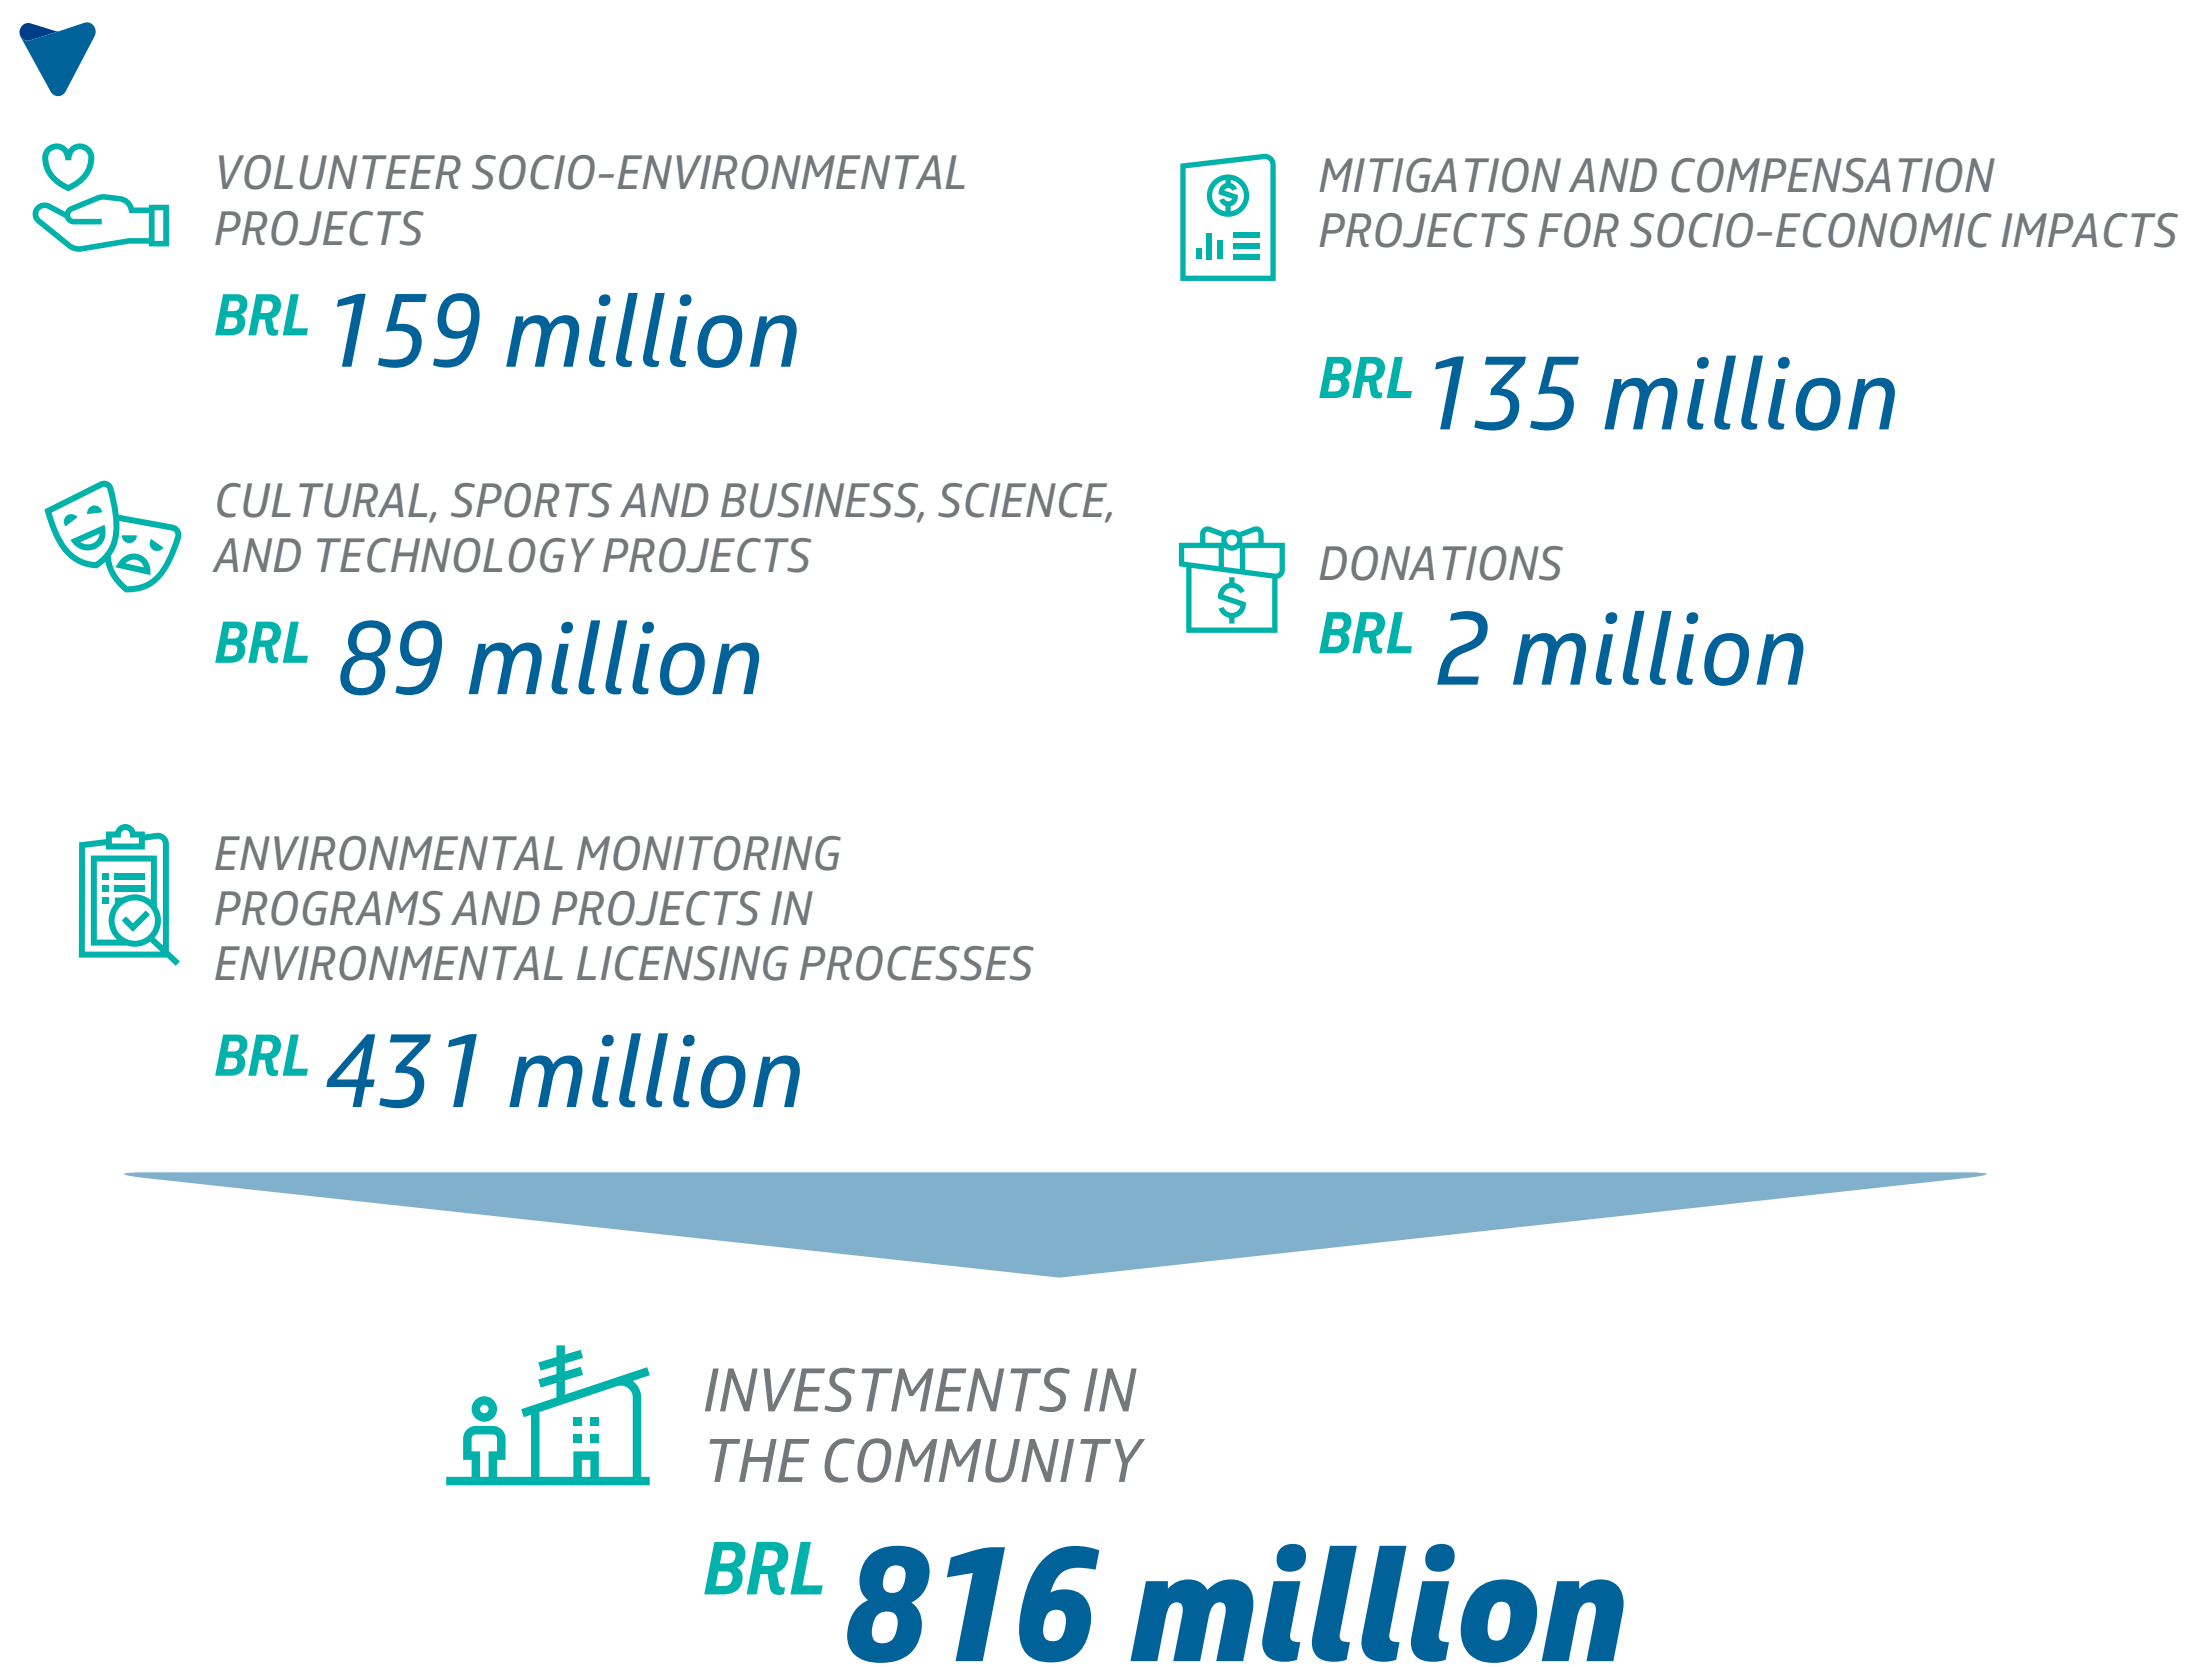 VOLUNTEER SOCIO-ENVIRONMENTAL
PROJECTS
BRL 159 million
MITIGATION AND COMPENSATION
PROJECTS FOR SOCIO-ECONOMIC IMPACTS
BRL 135 million
CULTURAL, SPORTS AND BUSINESS, SCIENCE,
AND TECHNOLOGY PROJECTS
BRL 89 million
DONATIONS
BRL 2 million
ENVIRONMENTAL MONITORING
PROGRAMS AND PROJECTS IN
ENVIRONMENTAL LICENSING PROCESSES
BRL 431 million
INVESTMENTS IN
THE COMMUNITY
BRL 816 million